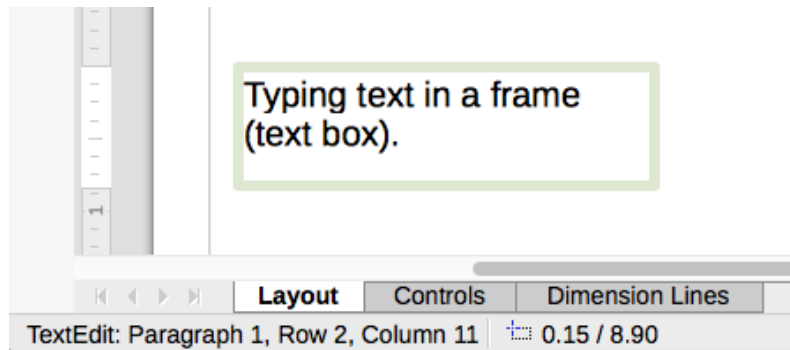 Typing text in a frame
(text box).
1
Layout Controls Dimension Lines
TextEdit: Paragraph 1, Row 2, Column 11 0.15 / 8.90